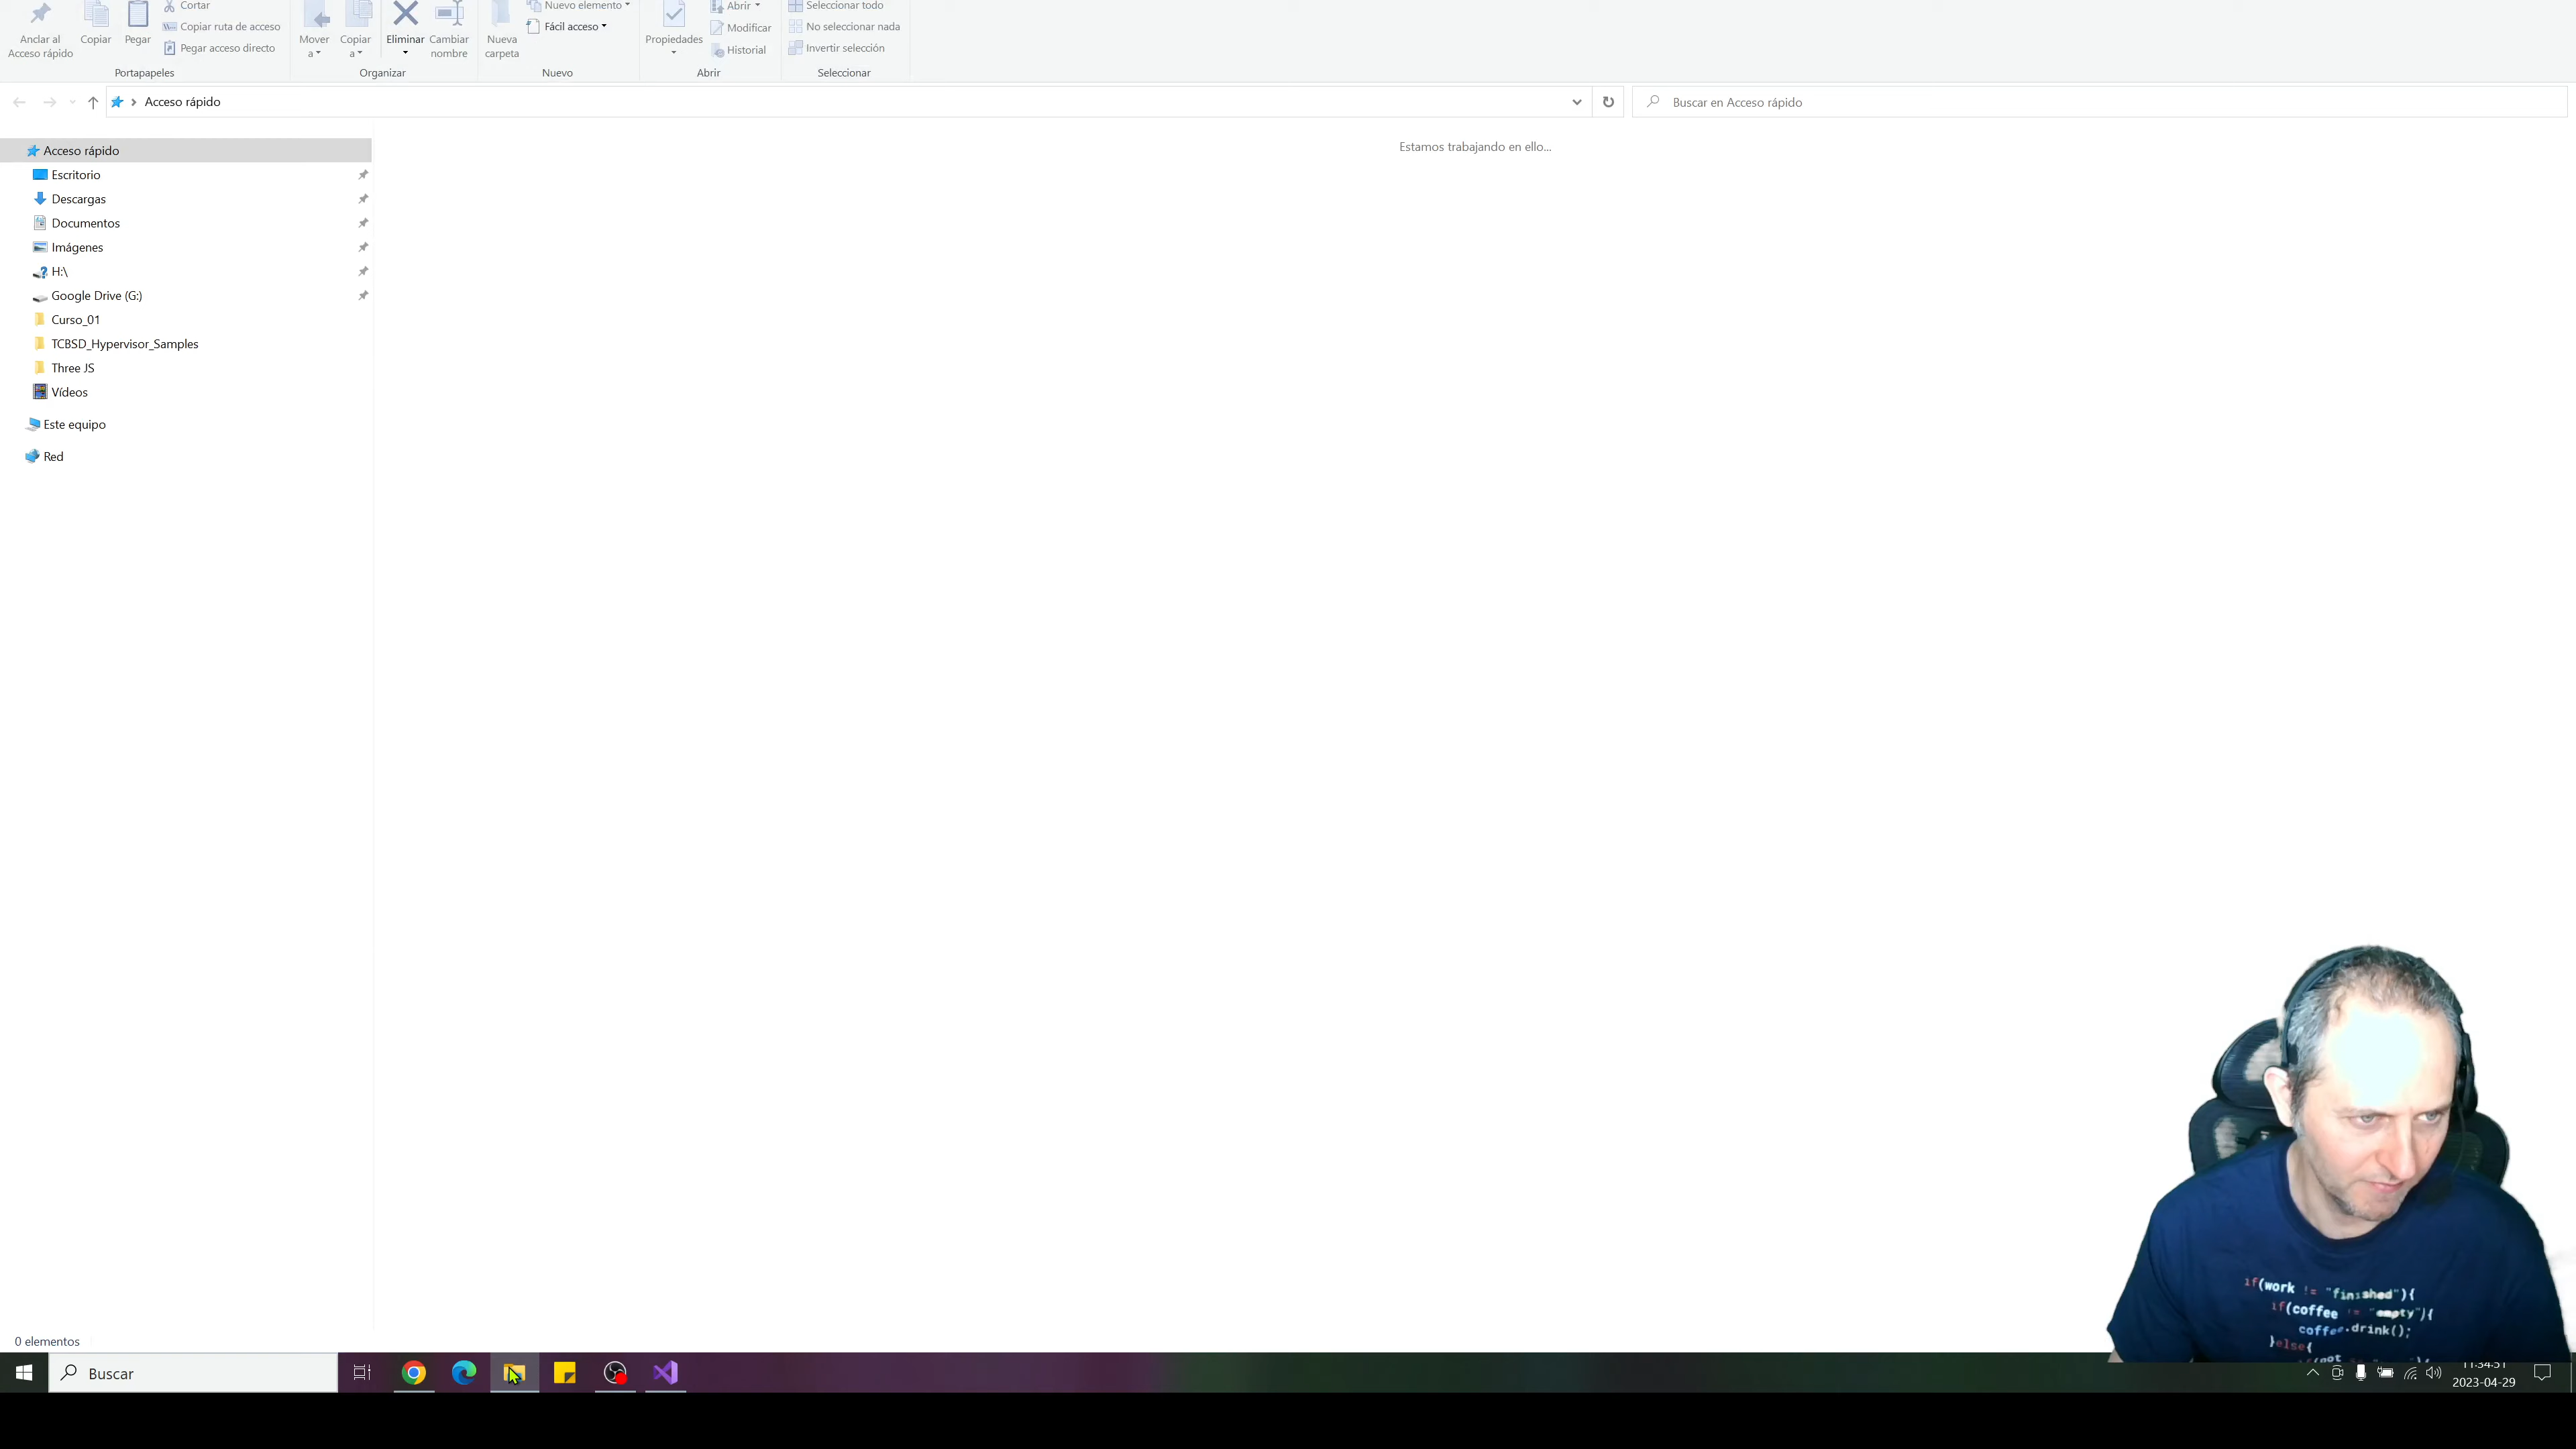 Cortar
Nuevo elemento
Abrir
Seleccionar todo
Copiar ruta de acceso
Fácil acceso
Modificar
No seleccionar nada
Anclar al
Acceso rápido
Copiar
Pegar
Pegar acceso directo
Mover
a
Copiar
a
Eliminar
Cambiar
nombre
Nueva
carpeta
Propiedades
Historial
Invertir selección
Portapapeles
Organizar
Nuevo
Abrir
Seleccionar
Acceso rápido
Buscar en Acceso rápido
Estamos trabajando en ello...
Acceso rápido
Escritorio
Descargas
Documentos
Imágenes
H:\
Google Drive (G:)
Curso_01
TCBSD_Hypervisor_Samples
Three JS
Vídeos
Este equipo
Red
if(work != "finished"){
if(coffee != "empty"){
coffee.drink();
}else{
0 elementos
Buscar
2023-04-29